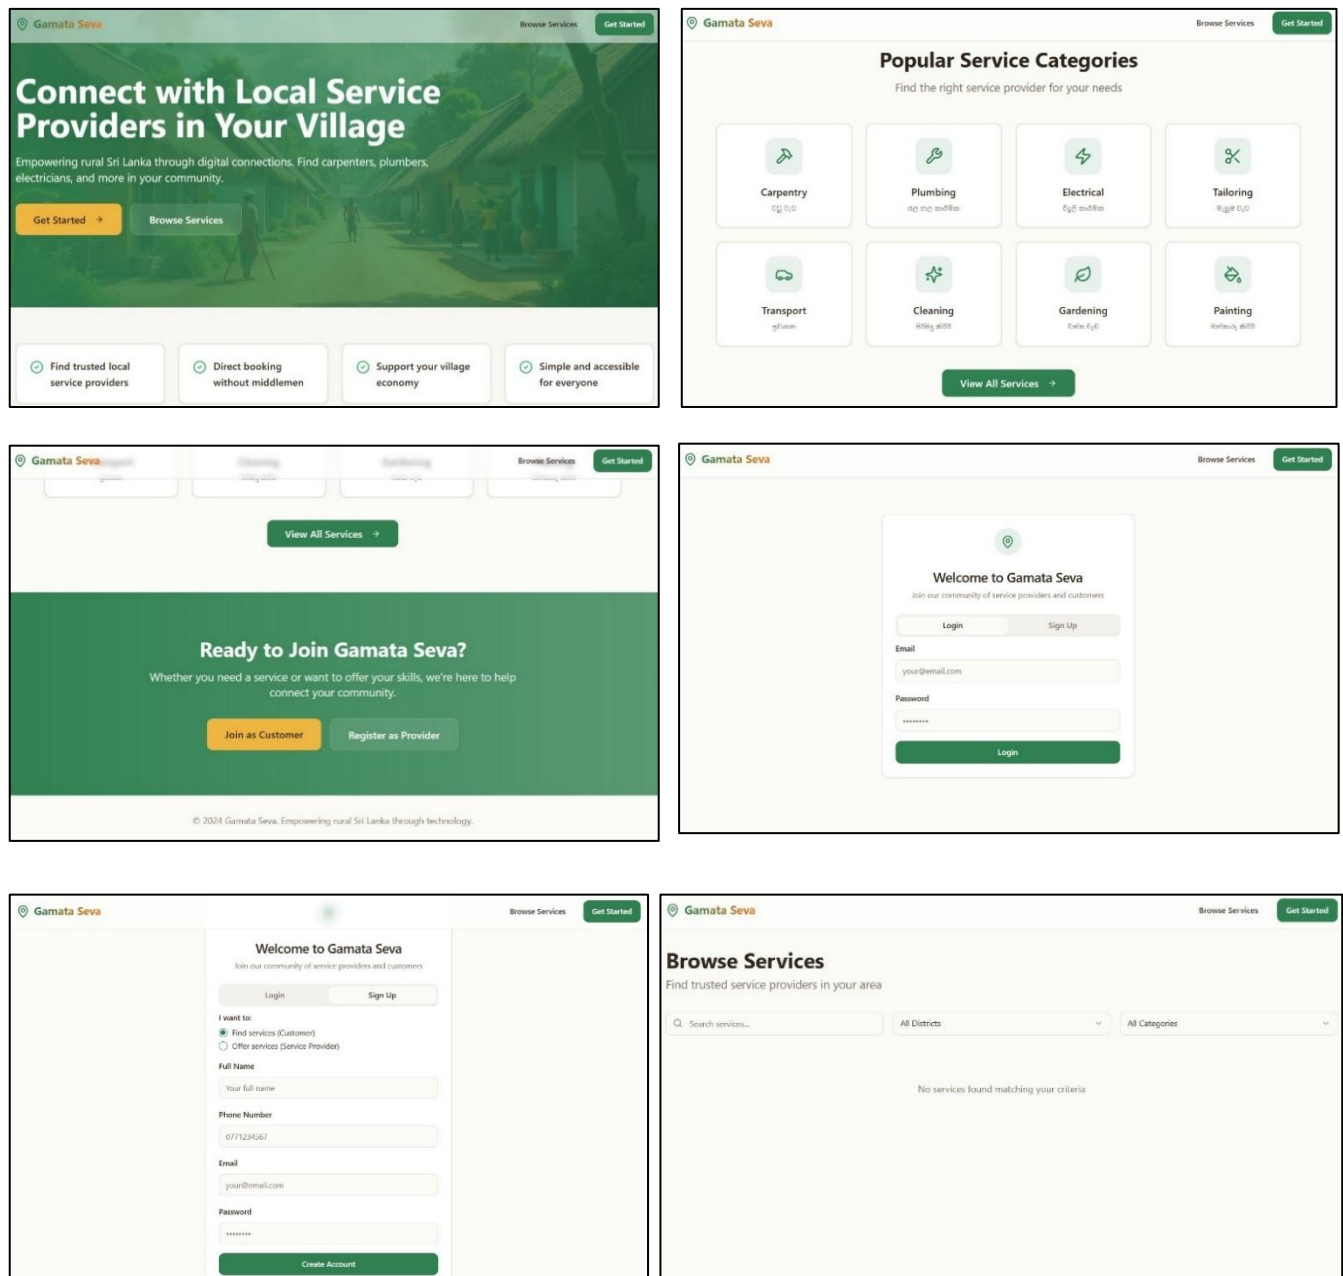 Gamata Seva
Browse Services
Get Started
Connect with Local Service
Providers in Your Village
Empowering rural Sri Lanka through digital connections. Find carpenters, plumbers,
electricians, and more in your community.
Get Started →
Browse Services
Find trusted local
service providers
Direct booking
without middlemen
Support your village
economy
Simple and accessible
for everyone
Gamata Seva
Browse Services
Get Started
Popular Service Categories
Find the right service provider for your needs
Carpentry
වඩු වැඩ
Plumbing
ජල නල කාර්මික
Electrical
විදුලි කාර්මික
Tailoring
මැසුම් වැඩ
Transport
ප්‍රවාහන
Cleaning
පිරිසිදු කිරීම්
Gardening
වත්ත වැඩ
Painting
View All Services →
Gamata Seva
Browse Services
Get Started
Cleaning
Gardening
View All Services →
Ready to Join Gamata Seva?
Whether you need a service or want to offer your skills, we're here to help
connect your community.
Join as Customer
Register as Provider
© 2024 Gamata Seva. Empowering rural Sri Lanka through technology.
Gamata Seva
Browse Services
Get Started
Welcome to Gamata Seva
Join our community of service providers and customers
Login
Sign Up
Email
your@email.com
Password
••••••••
Login
Gamata Seva
Browse Services
Get Started
Welcome to Gamata Seva
Join our community of service providers and customers
Login
Sign Up
I want to:
Find services (Customer)
Offer services (Service Provider)
Full Name
Your full name
Phone Number
0771234567
Email
your@email.com
Password
••••••••
Create Account
Gamata Seva
Browse Services
Get Started
Browse Services
Find trusted service providers in your area
Search services...
All Districts
All Categories
No services found matching your criteria